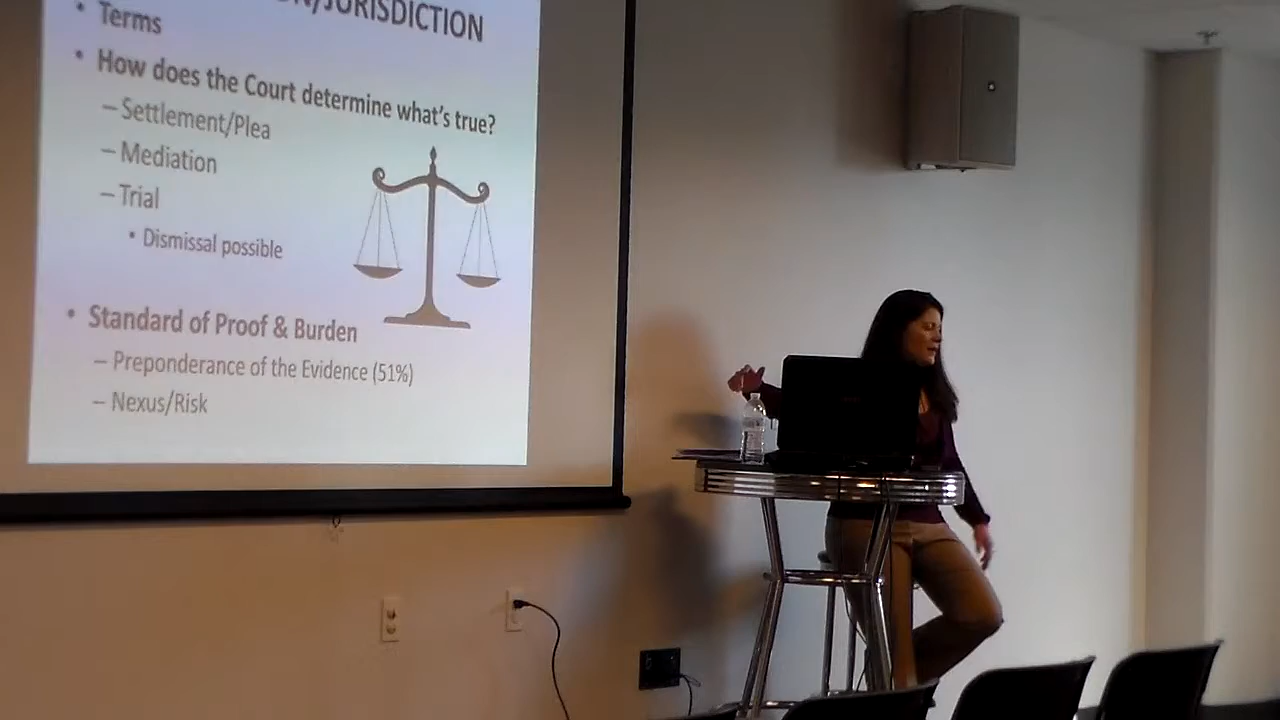 JURISDICTION
• Terms
• How does the Court determine what's true?
– Settlement/Plea
– Mediation
– Trial
• Dismissal possible
• Standard of Proof & Burden
– Preponderance of the Evidence (51%)
– Nexus/Risk